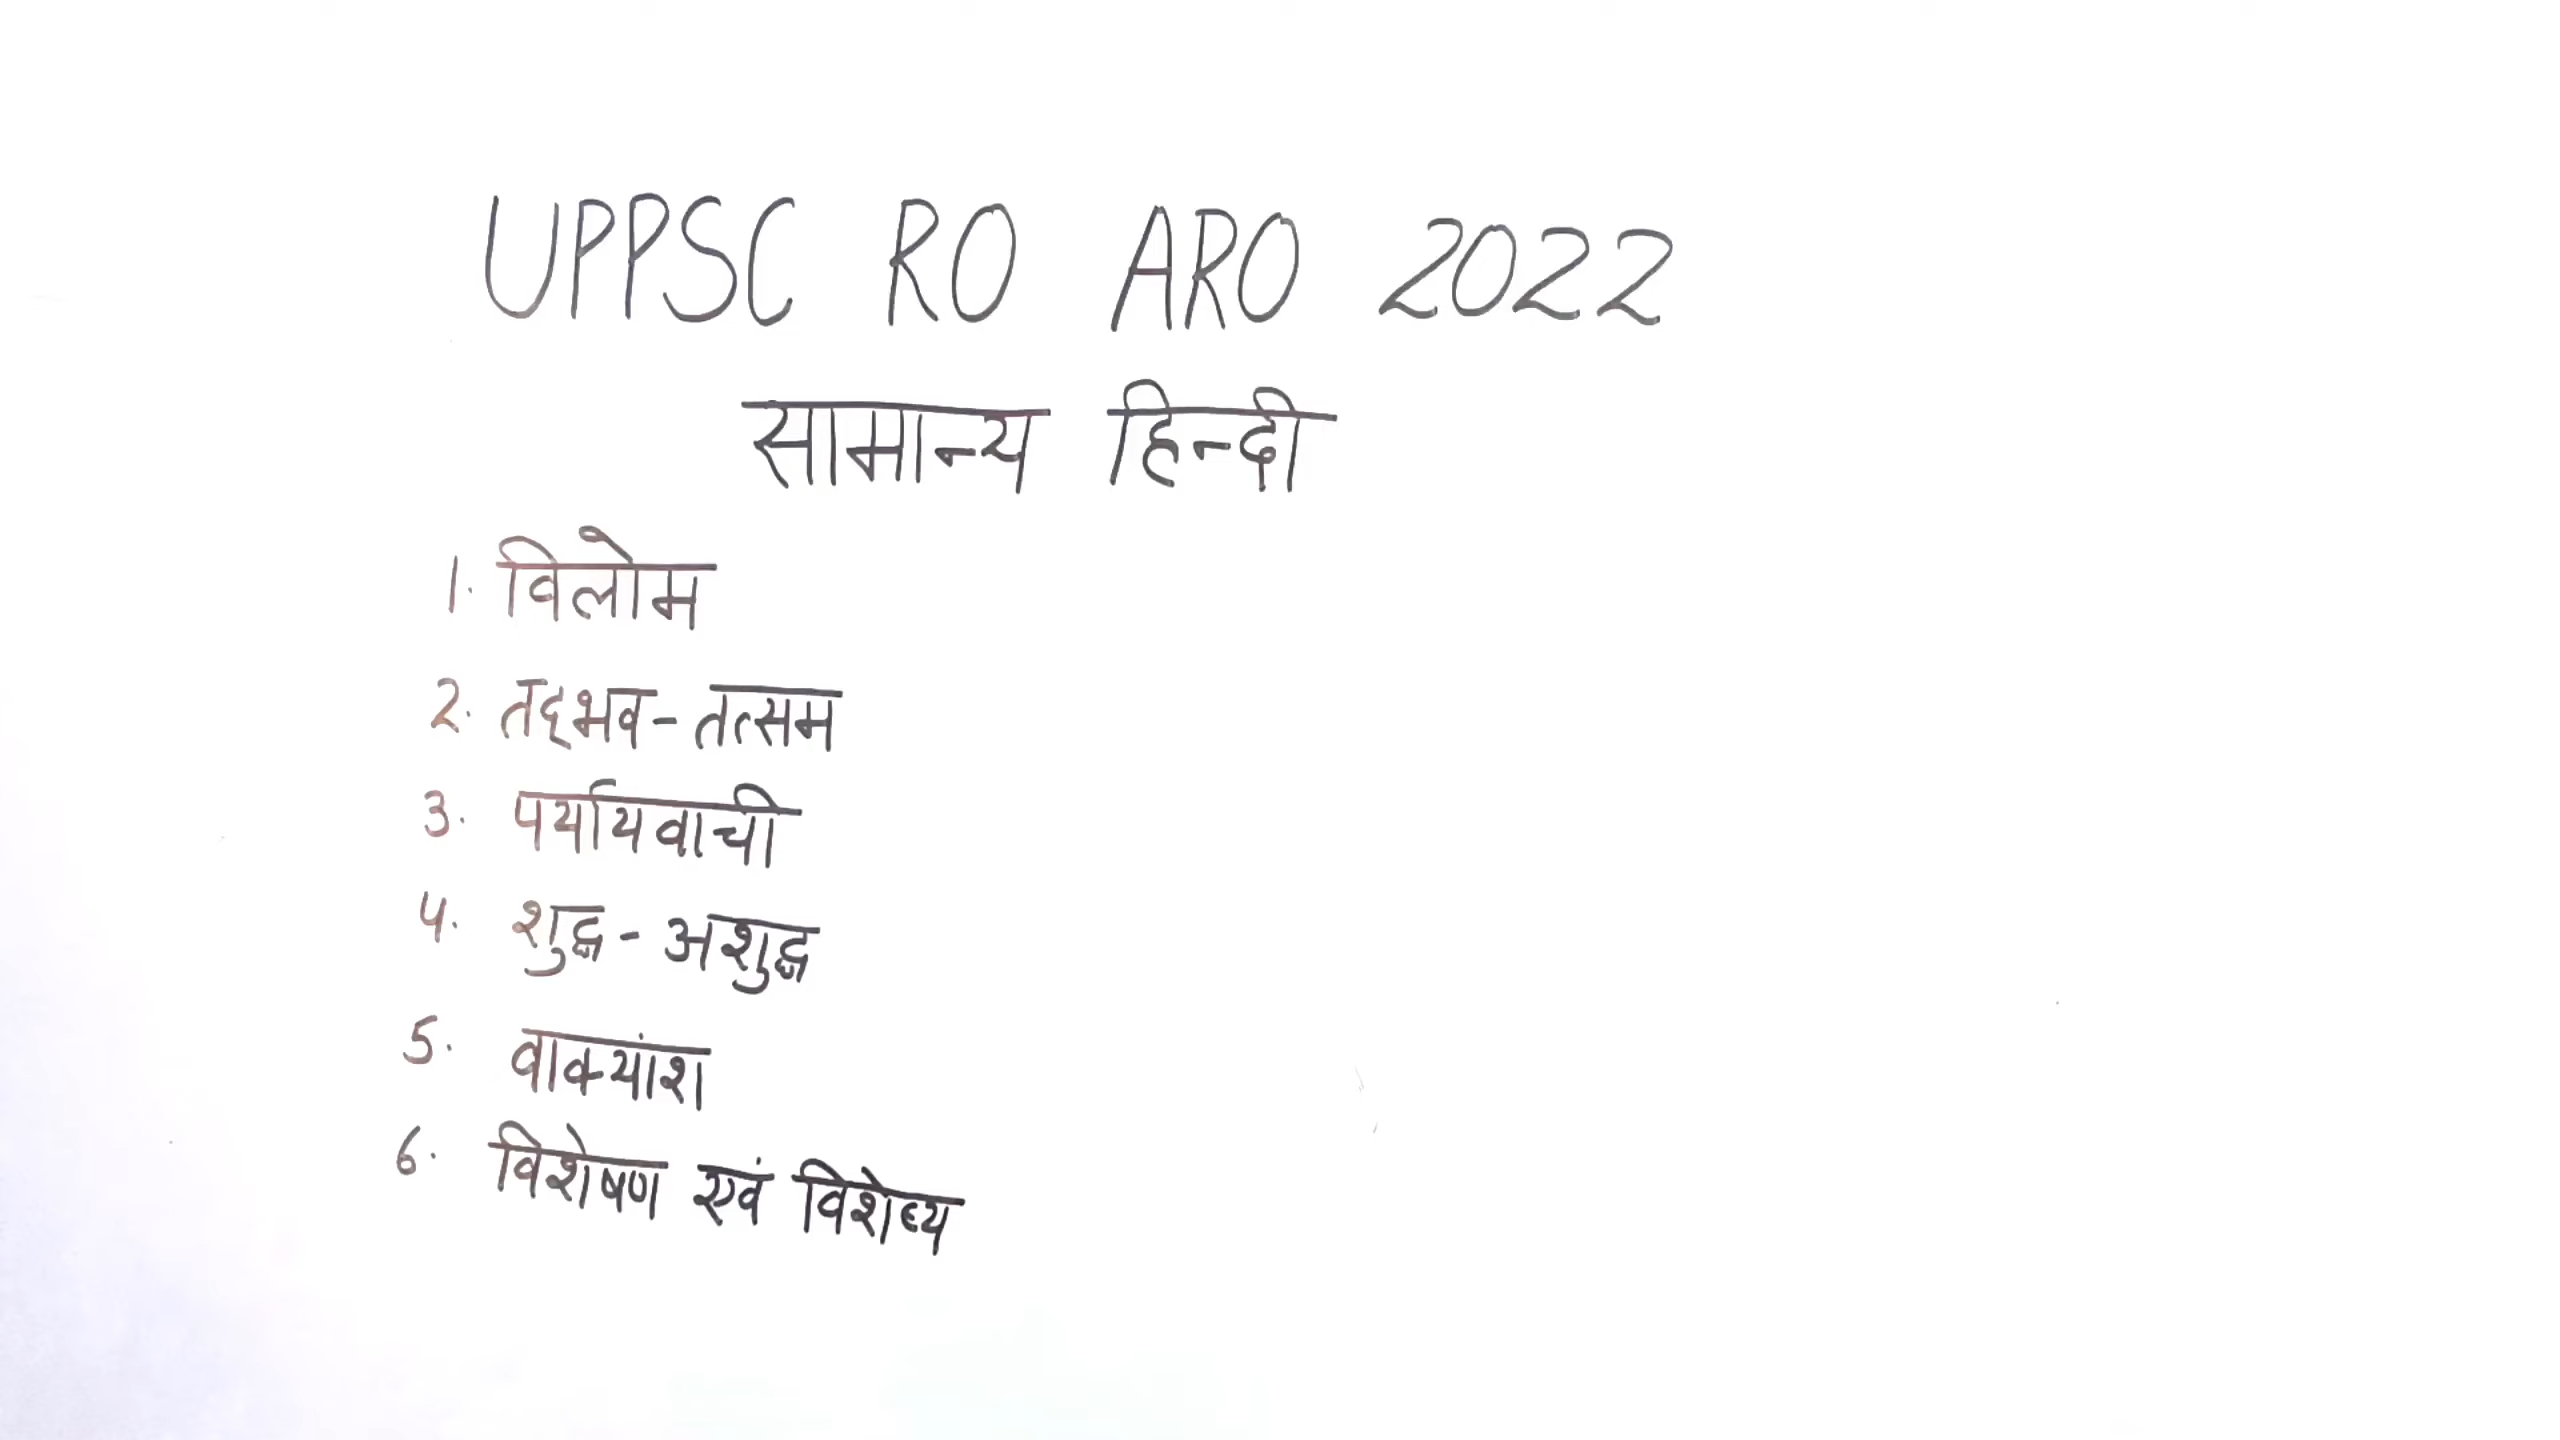 UPPSC RO ARO 2022
सामान्य हिन्दी
1. विलोम
2. तद्भव - तत्सम
3. पर्यायवाची
4. शुद्ध - अशुद्ध
5. वाक्यांश
6. विशेषण एवं विशेष्य